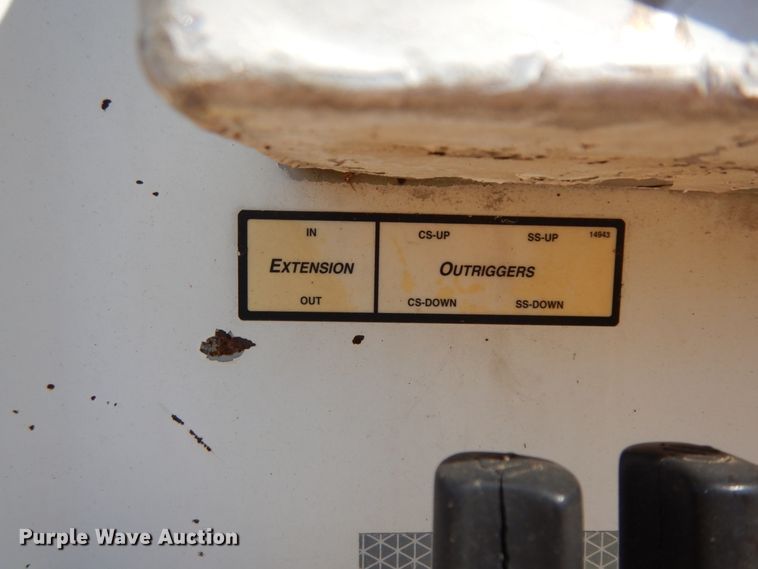 IN CS-UP SS-UP 14943
EXTENSION OUTRIGGERS
OUT CS-DOWN SS-DOWN
Purple Wave Auction